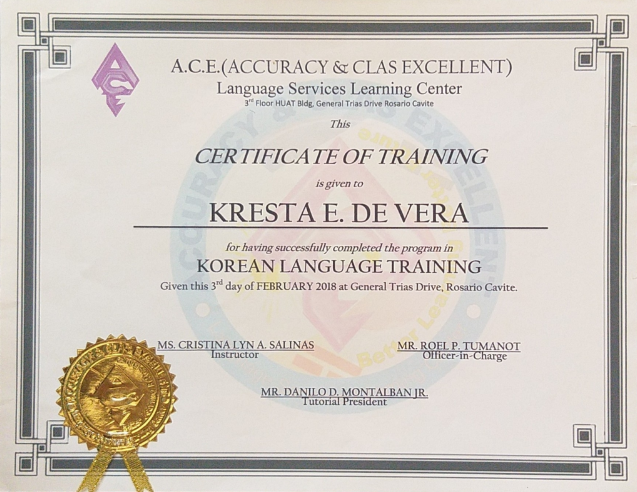 A.C.E.(ACCURACY & CLAS EXCELLENT)
Language Services Learning Center
3rd Floor HUAT Bldg, General Trias Drive Rosario Cavite
This
CERTIFICATE OF TRAINING
is given to
KRESTA E. DE VERA
for having successfully completed the program in
KOREAN LANGUAGE TRAINING
Given this 3rd day of FEBRUARY 2018 at General Trias Drive, Rosario Cavite.
MS. CRISTINA LYN A. SALINAS
Instructor
MR. ROEL P. TUMANOT
Officer-in-Charge
MR. DANILO D. MONTALBAN JR.
Tutorial President